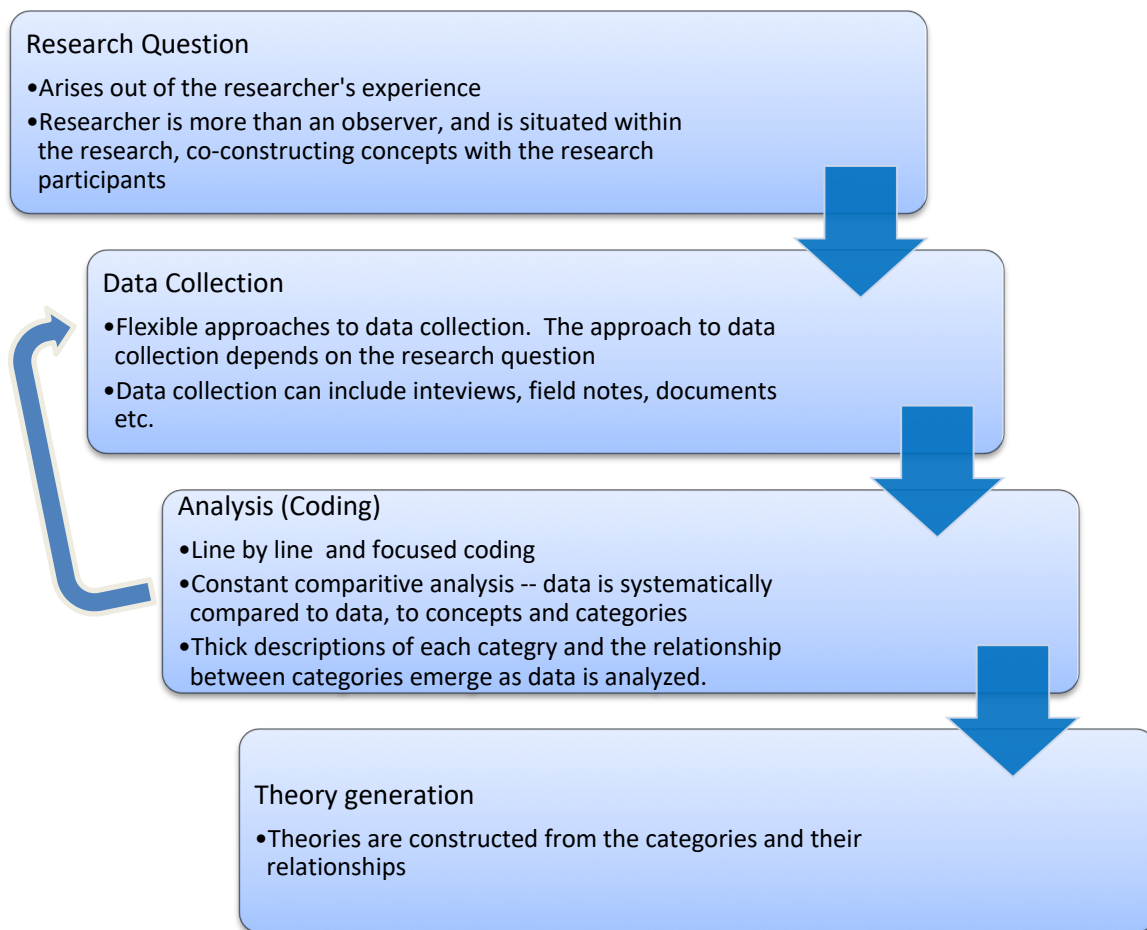 Research Question
•Arises out of the researcher's experience
•Researcher is more than an observer, and is situated within
the research, co-constructing concepts with the research
participants
Data Collection
•Flexible approaches to data collection.  The approach to data
collection depends on the research question
•Data collection can include inteviews, field notes, documents
etc.
Analysis (Coding)
•Line by line  and focused coding
•Constant comparitive analysis -- data is systematically
compared to data, to concepts and categories
•Thick descriptions of each categry and the relationship
between categories emerge as data is analyzed.
Theory generation
•Theories are constructed from the categories and their
relationships